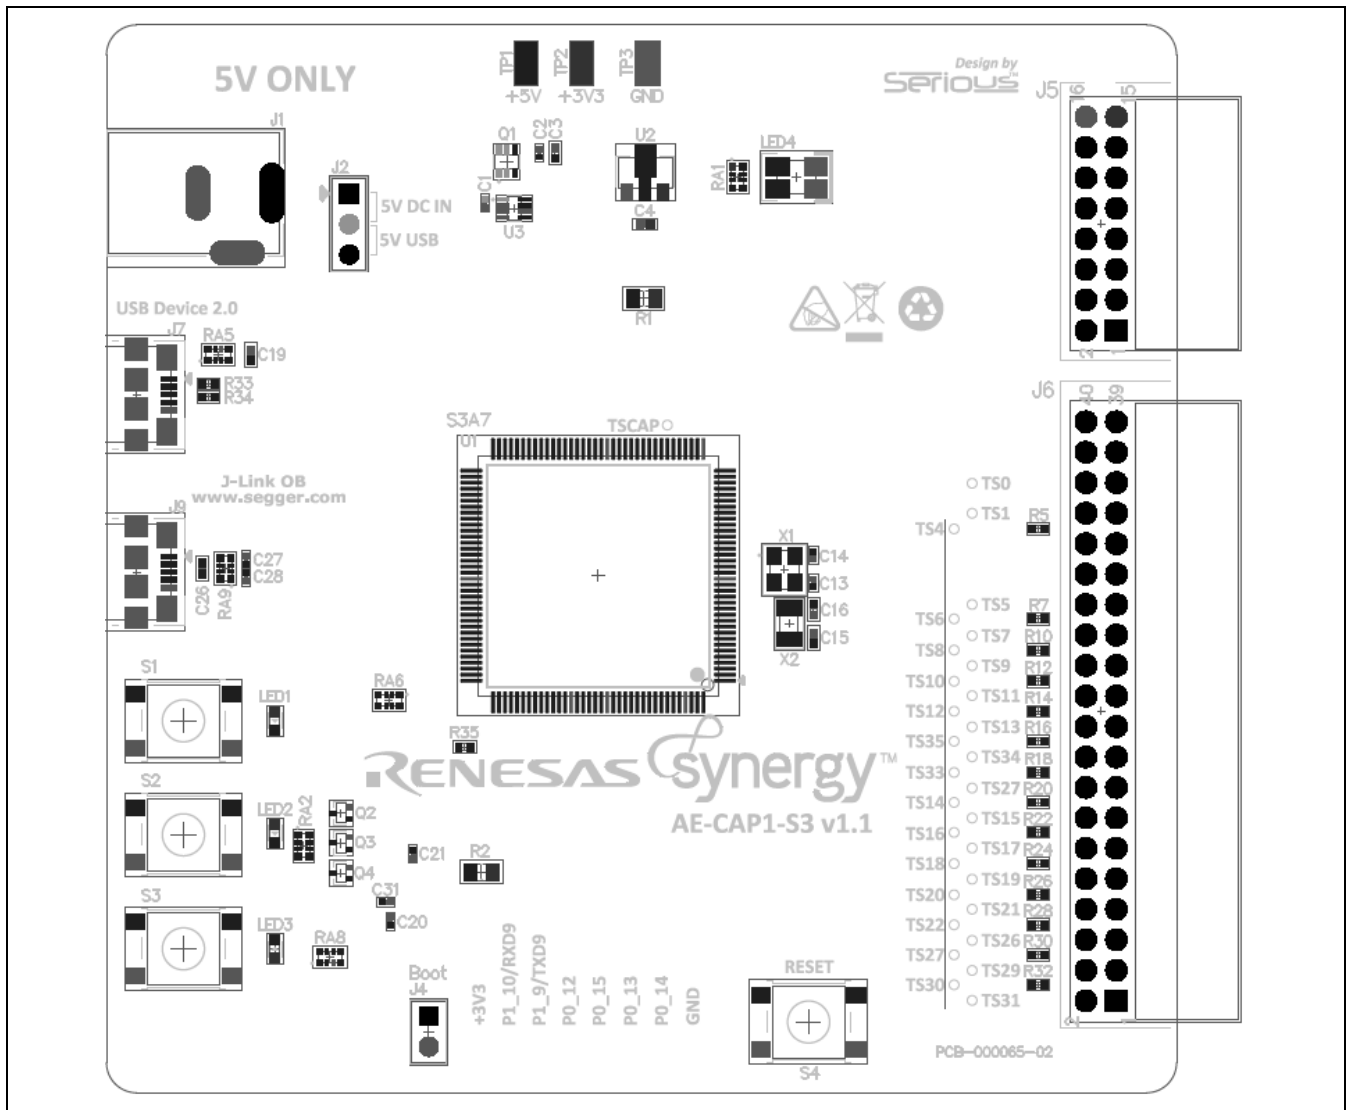 5V ONLY
TP1
TP2
TP3
+5V
+3V3
GND
Design by
Serious™
J5
16
15
J1
J2
5V DC IN
5V USB
Q1
C2
C3
U2
RA1
LED4
C1
U3
C4
R1
2
1
USB Device 2.0
J7
RA5
C19
R33
R34
J6
40
39
S3A7
U1
TSCAP
J-Link OB
www.segger.com
J9
C26
RA9
C27
C28
X1
C14
C13
C16
C15
X2
TS0
TS1
TS4
R5
TS5
R7
TS6
TS7
R10
TS8
TS9
R12
TS10
TS11
R14
TS12
TS13
R16
TS35
TS34
R18
TS33
TS27
R20
TS14
TS15
R22
TS16
TS17
R24
TS18
TS19
R26
TS20
TS21
R28
TS22
TS26
R30
TS27
TS29
R32
TS30
TS31
2
1
S1
LED1
RA6
R35
RENESAS synergy™
AE-CAP1-S3 v1.1
S2
LED2
RA2
Q2
Q3
Q4
C21
R2
C31
C20
S3
LED3
RA8
Boot
J4
+3V3
P1_10/RXD9
P1_9/TXD9
P0_12
P0_15
P0_13
P0_14
GND
RESET
S4
PCB-000065-02